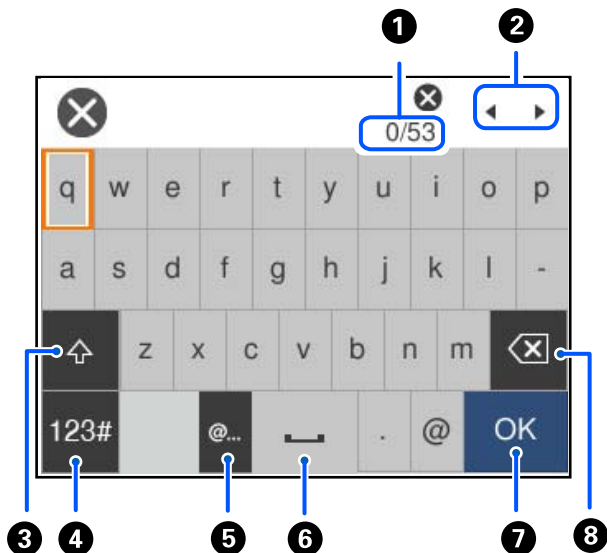 1 2
0/53
q w e r t y u i o p
a s d f g h j k l -
z x c v b n m
123# @... . @ OK
3 4 5 6 7 8